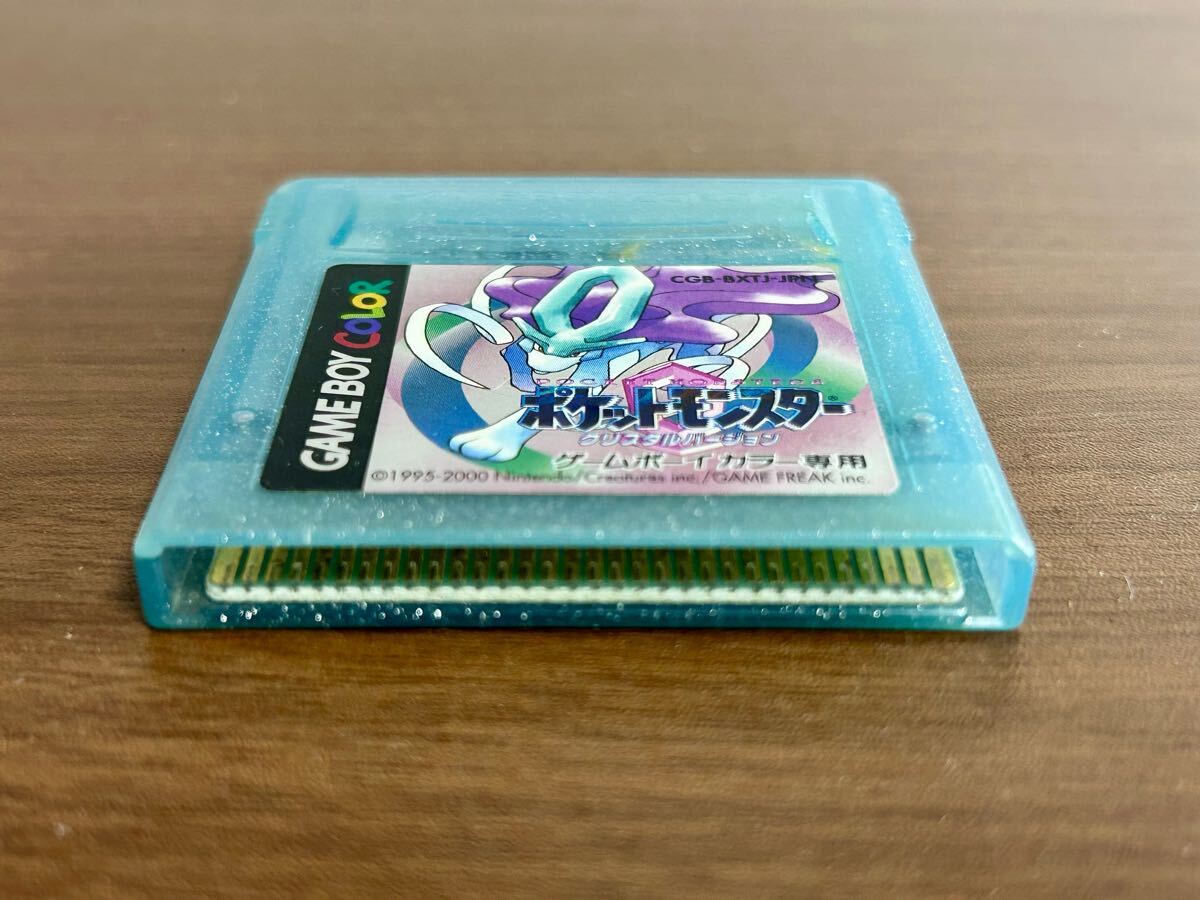 GAME BOY COLOR
CGB-BXTJ-JPN
POCKET MONSTERS
ポケットモンスター®
クリスタルバージョン
ゲームボーイカラー専用
©1995-2000 Nintendo/Creatures inc./GAME FREAK inc.